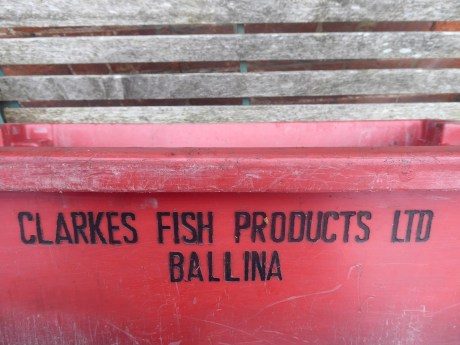 CLARKES FISH PRODUCTS LTD
BALLINA